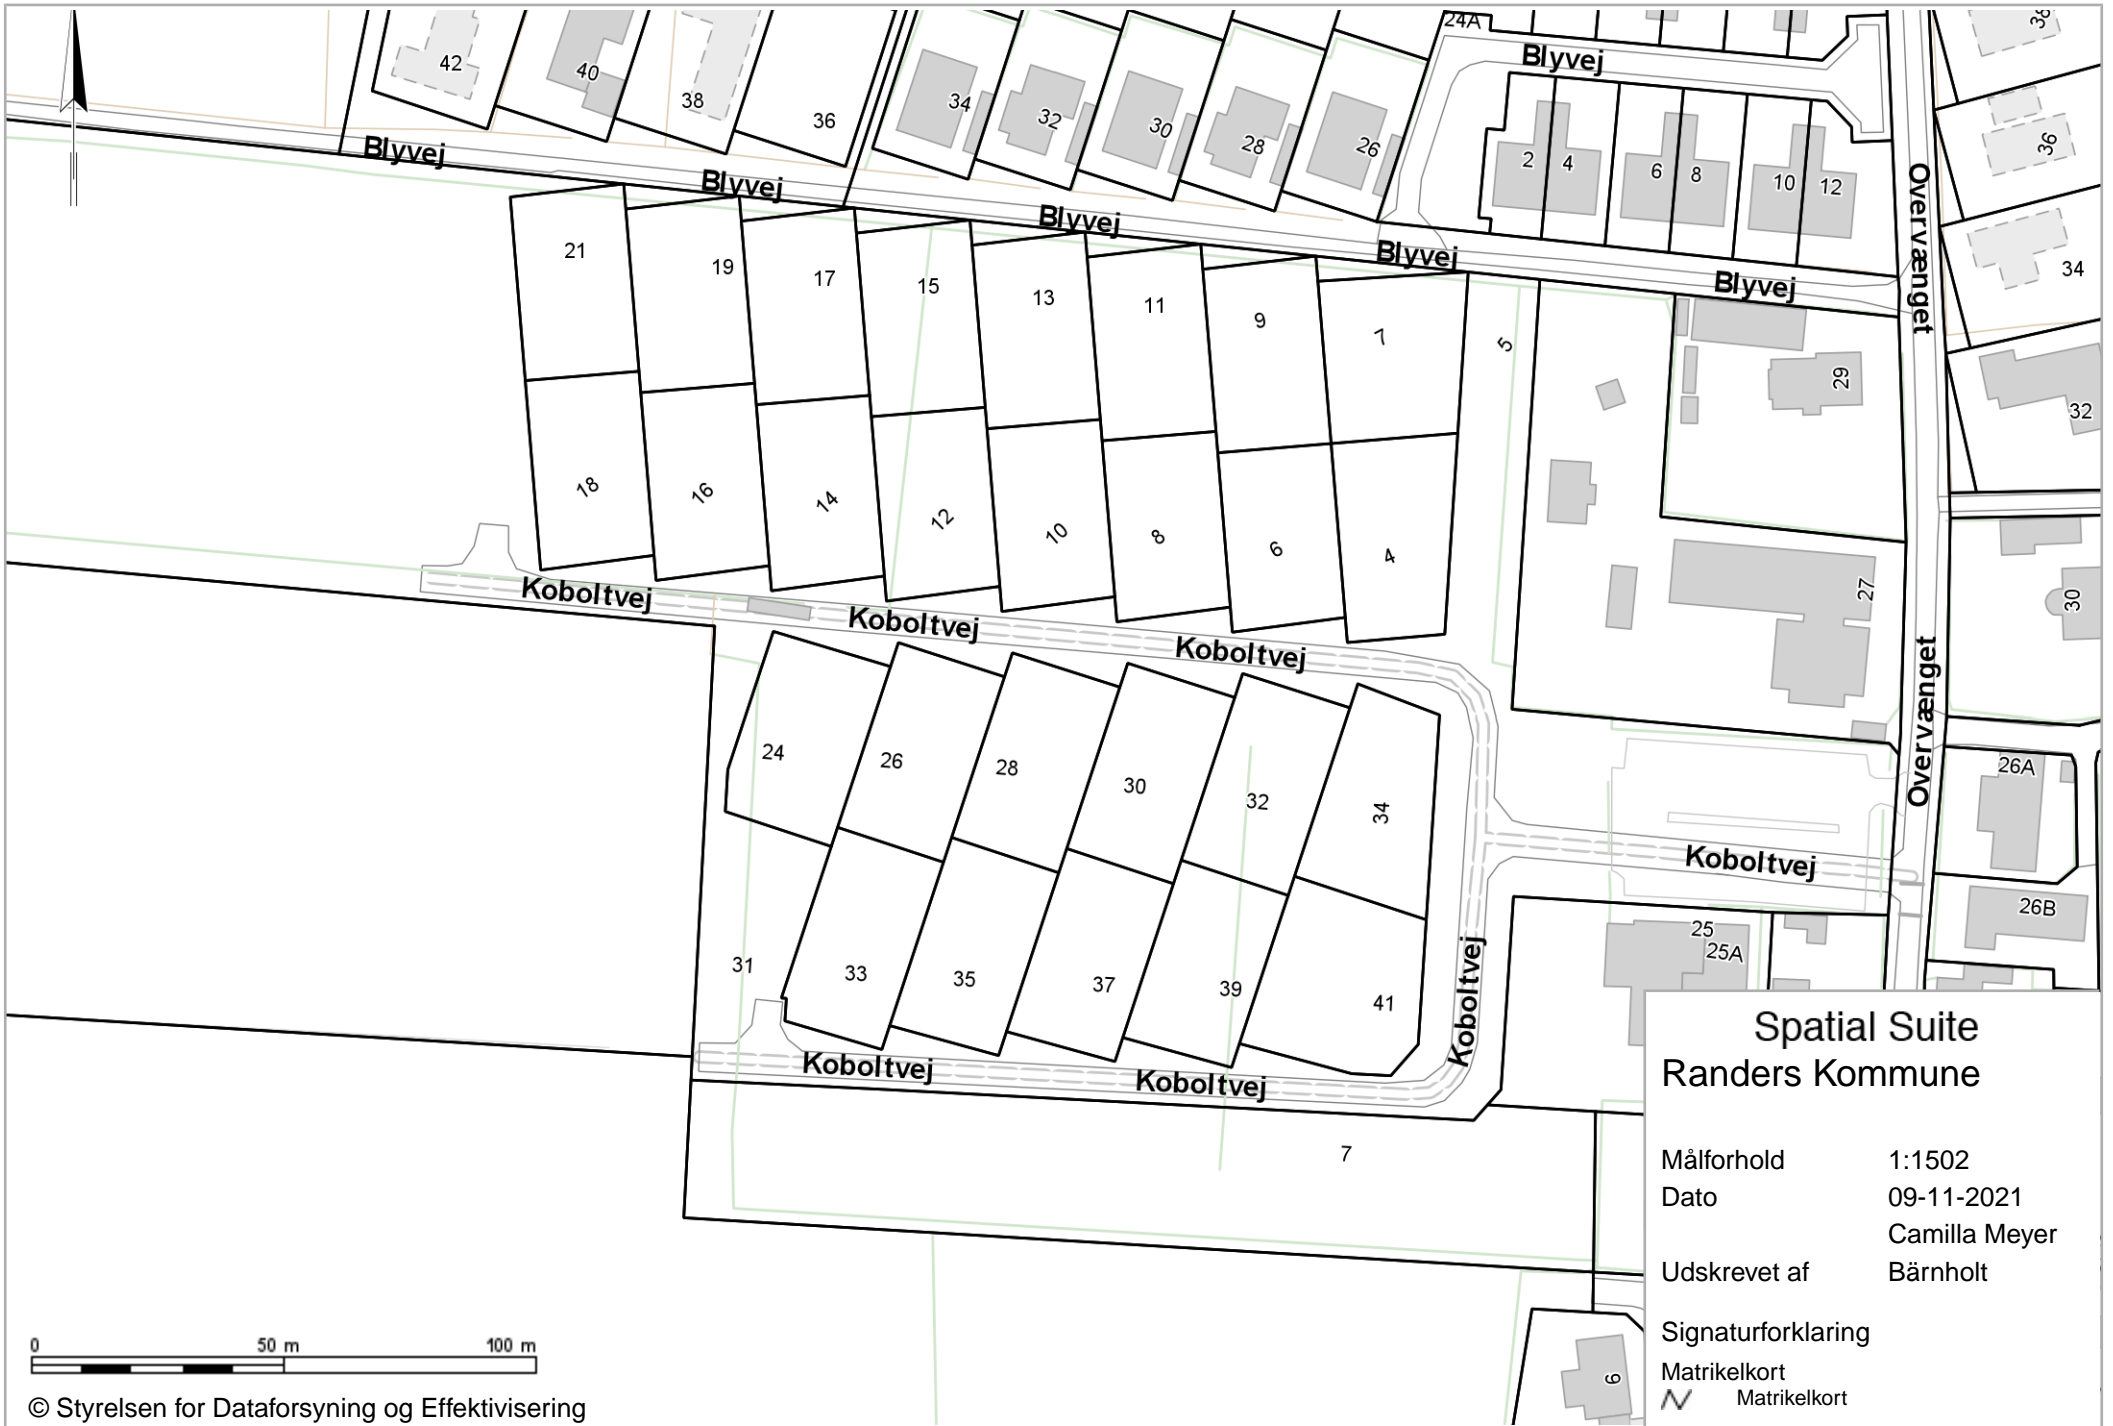 24A
38
42
40
38
36
34
32
30
28
26
Blyvej
2
4
6
8
10
12
36
34
32
Blyvej
Blyvej
Blyvej
Blyvej
Blyvej
Overvænget
21
19
17
15
13
11
9
7
5
29
18
16
14
12
10
8
6
4
27
30
Koboltvej
Koboltvej
Koboltvej
Overvænget
24
26
28
30
32
34
26A
Koboltvej
26B
25
25A
31
33
35
37
39
41
Koboltvej
Koboltvej
Koboltvej
7
6
Spatial Suite
Randers Kommune
Målforhold 1:1502
Dato 09-11-2021
Camilla Meyer
Udskrevet af Bärnholt
Signaturforklaring
Matrikelkort
Matrikelkort
0 50 m 100 m
© Styrelsen for Dataforsyning og Effektivisering